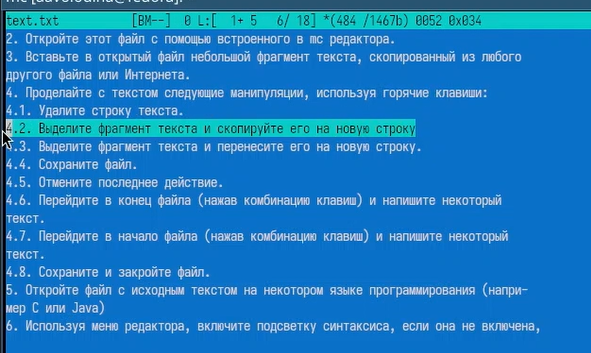 text.txt [BM--] 0 L:[ 1+ 5 6/ 18] *(484 /1467b) 0052 0x034
2. Откройте этот файл с помощью встроенного в mc редактора.
3. Вставьте в открытый файл небольшой фрагмент текста, скопированный из любого
другого файла или Интернета.
4. Проделайте с текстом следующие манипуляции, используя горячие клавиши:
4.1. Удалите строку текста.
4.2. Выделите фрагмент текста и скопируйте его на новую строку
4.3. Выделите фрагмент текста и перенесите его на новую строку.
4.4. Сохраните файл.
4.5. Отмените последнее действие.
4.6. Перейдите в конец файла (нажав комбинацию клавиш) и напишите некоторый
текст.
4.7. Перейдите в начало файла (нажав комбинацию клавиш) и напишите некоторый
текст.
4.8. Сохраните и закройте файл.
5. Откройте файл с исходным текстом на некотором языке программирования (напри-
мер C или Java)
6. Используя меню редактора, включите подсветку синтаксиса, если она не включена,